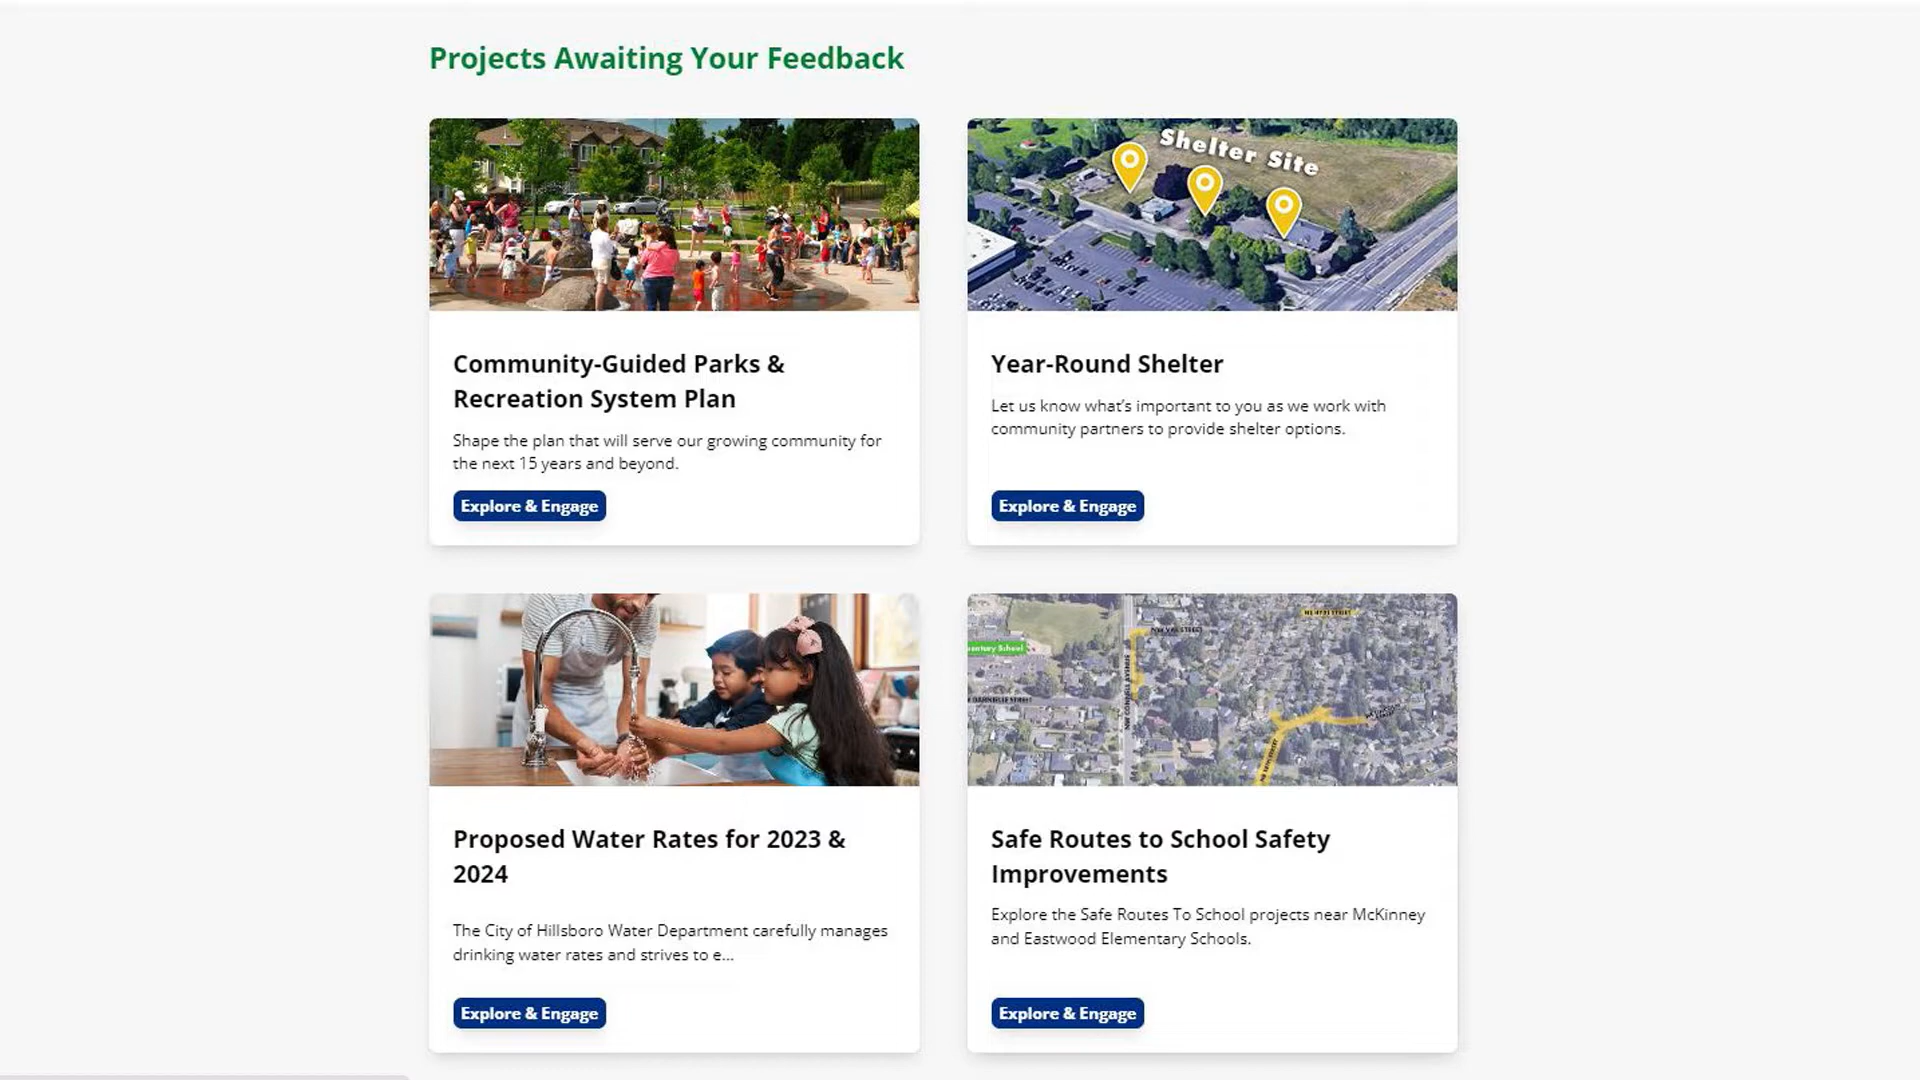 Projects Awaiting Your Feedback
Shelter Site
Community-Guided Parks &
Recreation System Plan
Shape the plan that will serve our growing community for
the next 15 years and beyond.
Explore & Engage
Year-Round Shelter
Let us know what’s important to you as we work with
community partners to provide shelter options.
Explore & Engage
Proposed Water Rates for 2023 &
2024
The City of Hillsboro Water Department carefully manages
drinking water rates and strives to e...
Explore & Engage
School
STREET
Safe Routes to School Safety
Improvements
Explore the Safe Routes To School projects near McKinney
and Eastwood Elementary Schools.
Explore & Engage